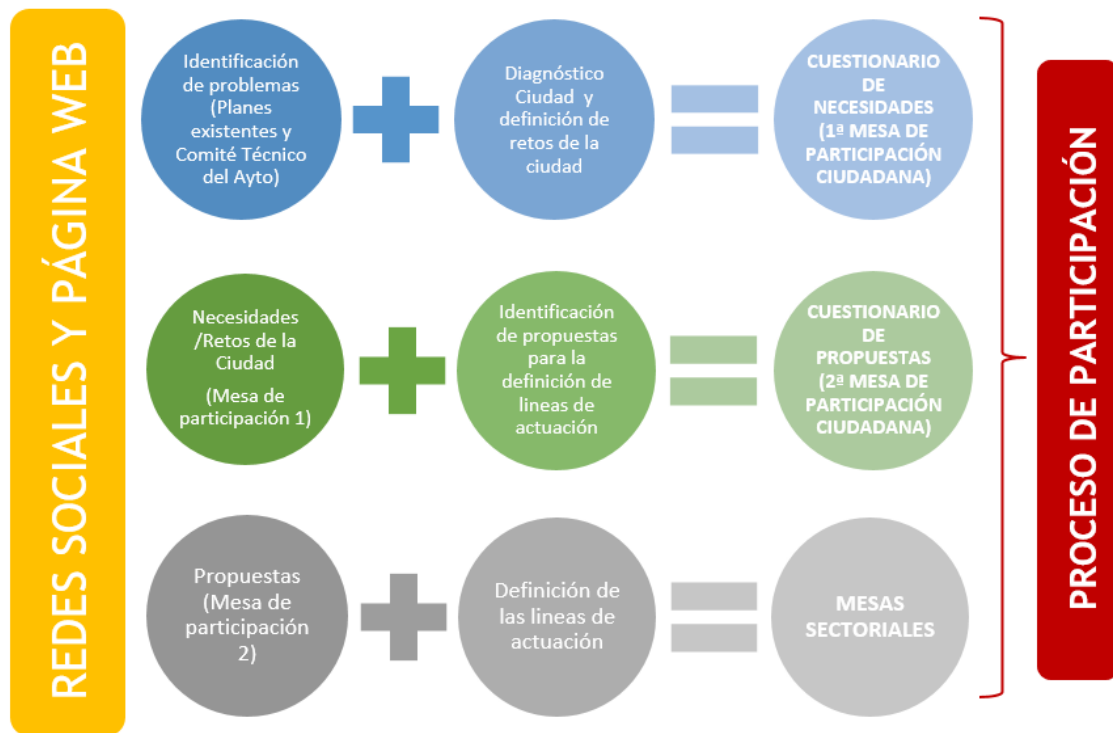 REDES SOCIALES Y PÁGINA WEB
Identificación
de problemas
(Planes
existentes y
Comité Técnico
del Ayto)
Diagnóstico
Ciudad y
definición de
retos de la
ciudad
CUESTIONARIO
DE
NECESIDADES
(1ª MESA DE
PARTICIPACIÓN
CIUDADANA)
Necesidades
/Retos de la
Ciudad
(Mesa de
participación 1)
Identificación
de propuestas
para la
definición de
lineas de
actuación
CUESTIONARIO
DE
PROPUESTAS
(2ª MESA DE
PARTICIPACIÓN
CIUDADANA)
Propuestas
(Mesa de
participación
2)
Definición de
las lineas de
actuación
MESAS
SECTORIALES
PROCESO DE PARTICIPACIÓN